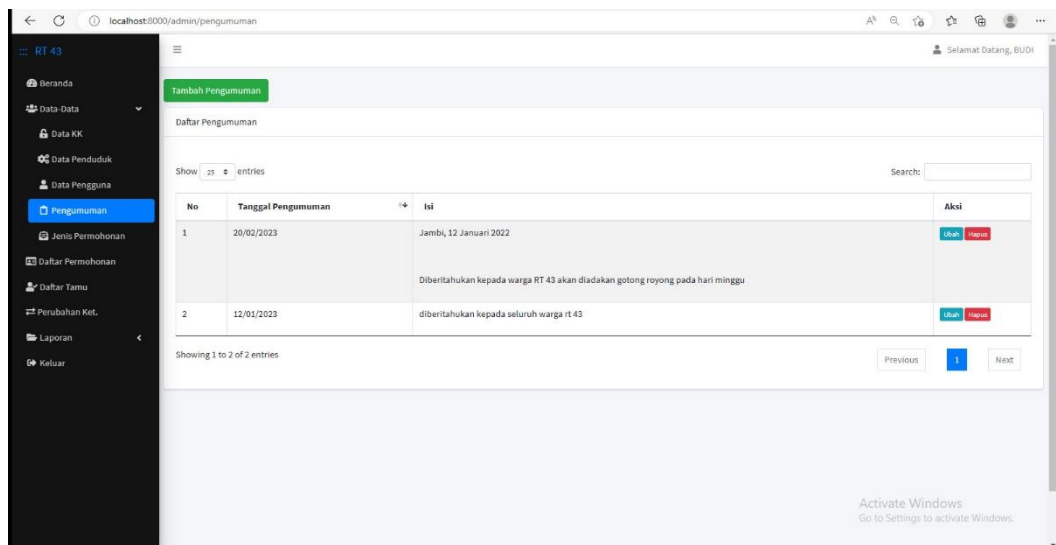 localhost:8000/admin/pengumuman
RT 43
Selamat Datang, BUDI
Beranda
Data-Data
Data KK
Data Penduduk
Data Pengguna
Pengumuman
Jenis Permohonan
Daftar Permohonan
Daftar Tamu
Perubahan Ket.
Laporan
Keluar
Tambah Pengumuman
Daftar Pengumuman
Show 25 entries
Search:
No Tanggal Pengumuman Isi Aksi
1 20/02/2023 Jambi, 12 Januari 2022 Ubah Hapus
Diberitahukan kepada warga RT 43 akan diadakan gotong royong pada hari minggu
2 12/01/2023 diberitahukan kepada seluruh warga rt 43 Ubah Hapus
Showing 1 to 2 of 2 entries
Previous 1 Next
Activate Windows
Go to Settings to activate Windows.